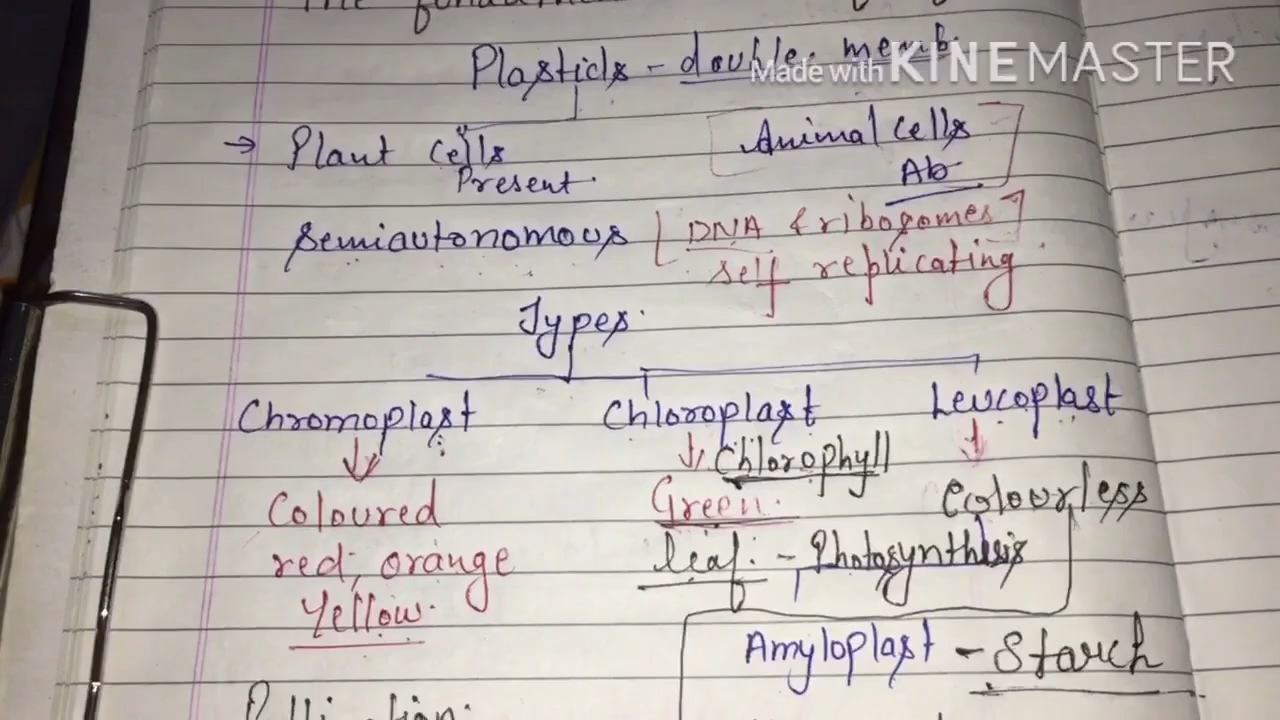 The
Plastids - double memb.
Made with KINEMASTER
→ Plant Cells
Present.
Animal Cells
Ab
semiautonomous [DNA & ribosomes]
self replicating
Types.
Chromoplast
Chloroplast
Leucoplast
Chlorophyll
Coloured
Green.
Colourless
red, orange
leaf: - Photosynthesis
Yellow.
Amyloplast - Starch